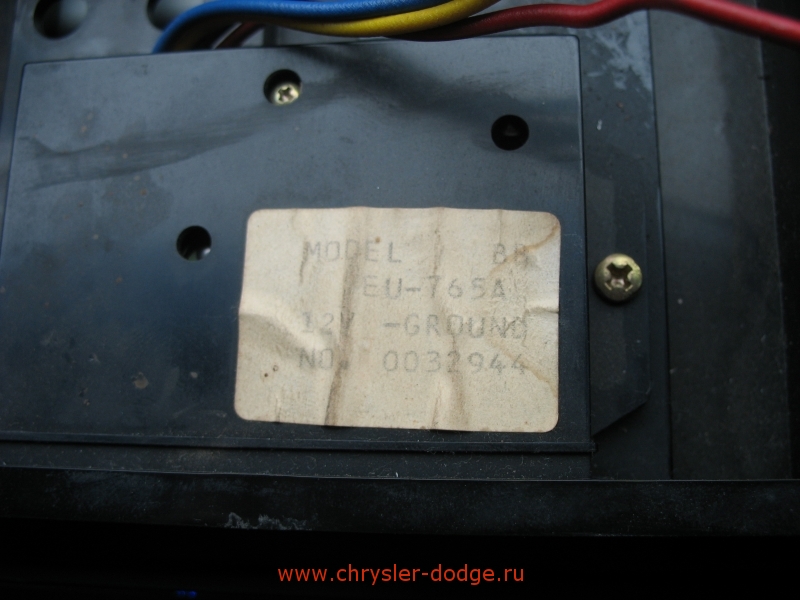 MODEL
EU-765A
12V -GROUND
NO. 0032944
www.chrysler-dodge.ru